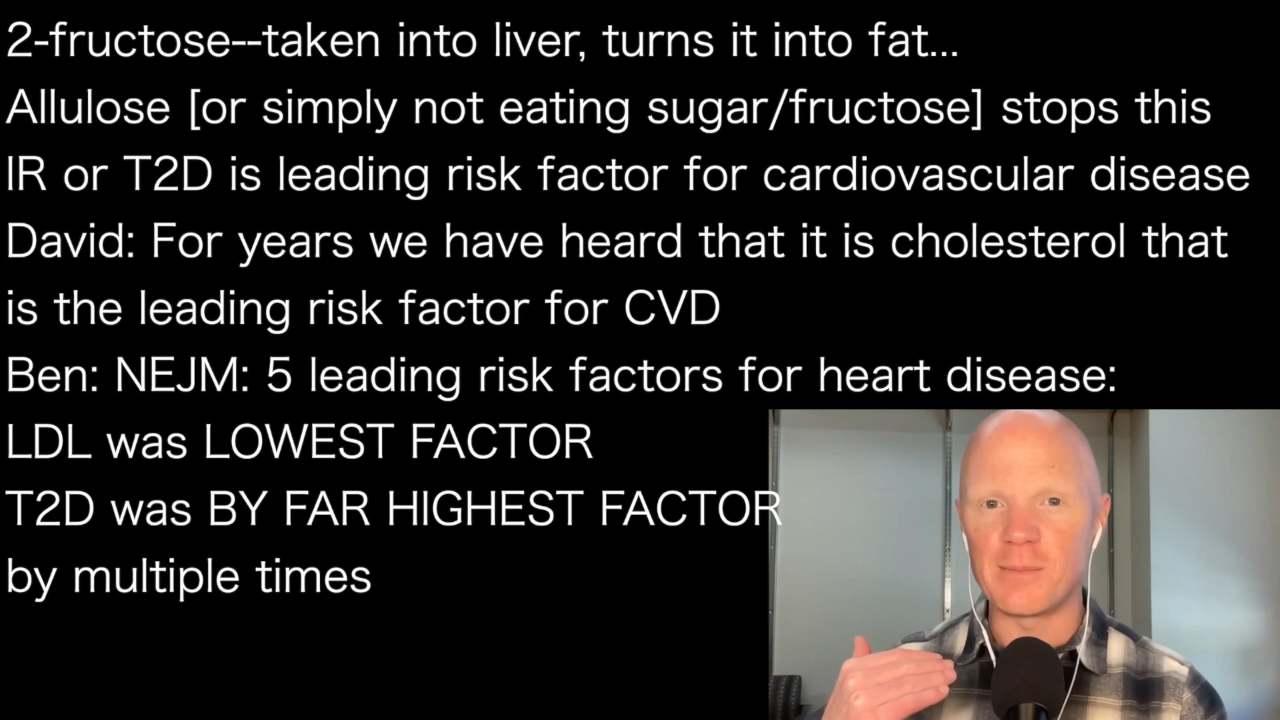 2-fructose--taken into liver, turns it into fat...
Allulose [or simply not eating sugar/fructose] stops this
IR or T2D is leading risk factor for cardiovascular disease
David: For years we have heard that it is cholesterol that
is the leading risk factor for CVD
Ben: NEJM: 5 leading risk factors for heart disease:
LDL was LOWEST FACTOR
T2D was BY FAR HIGHEST FACTOR
by multiple times